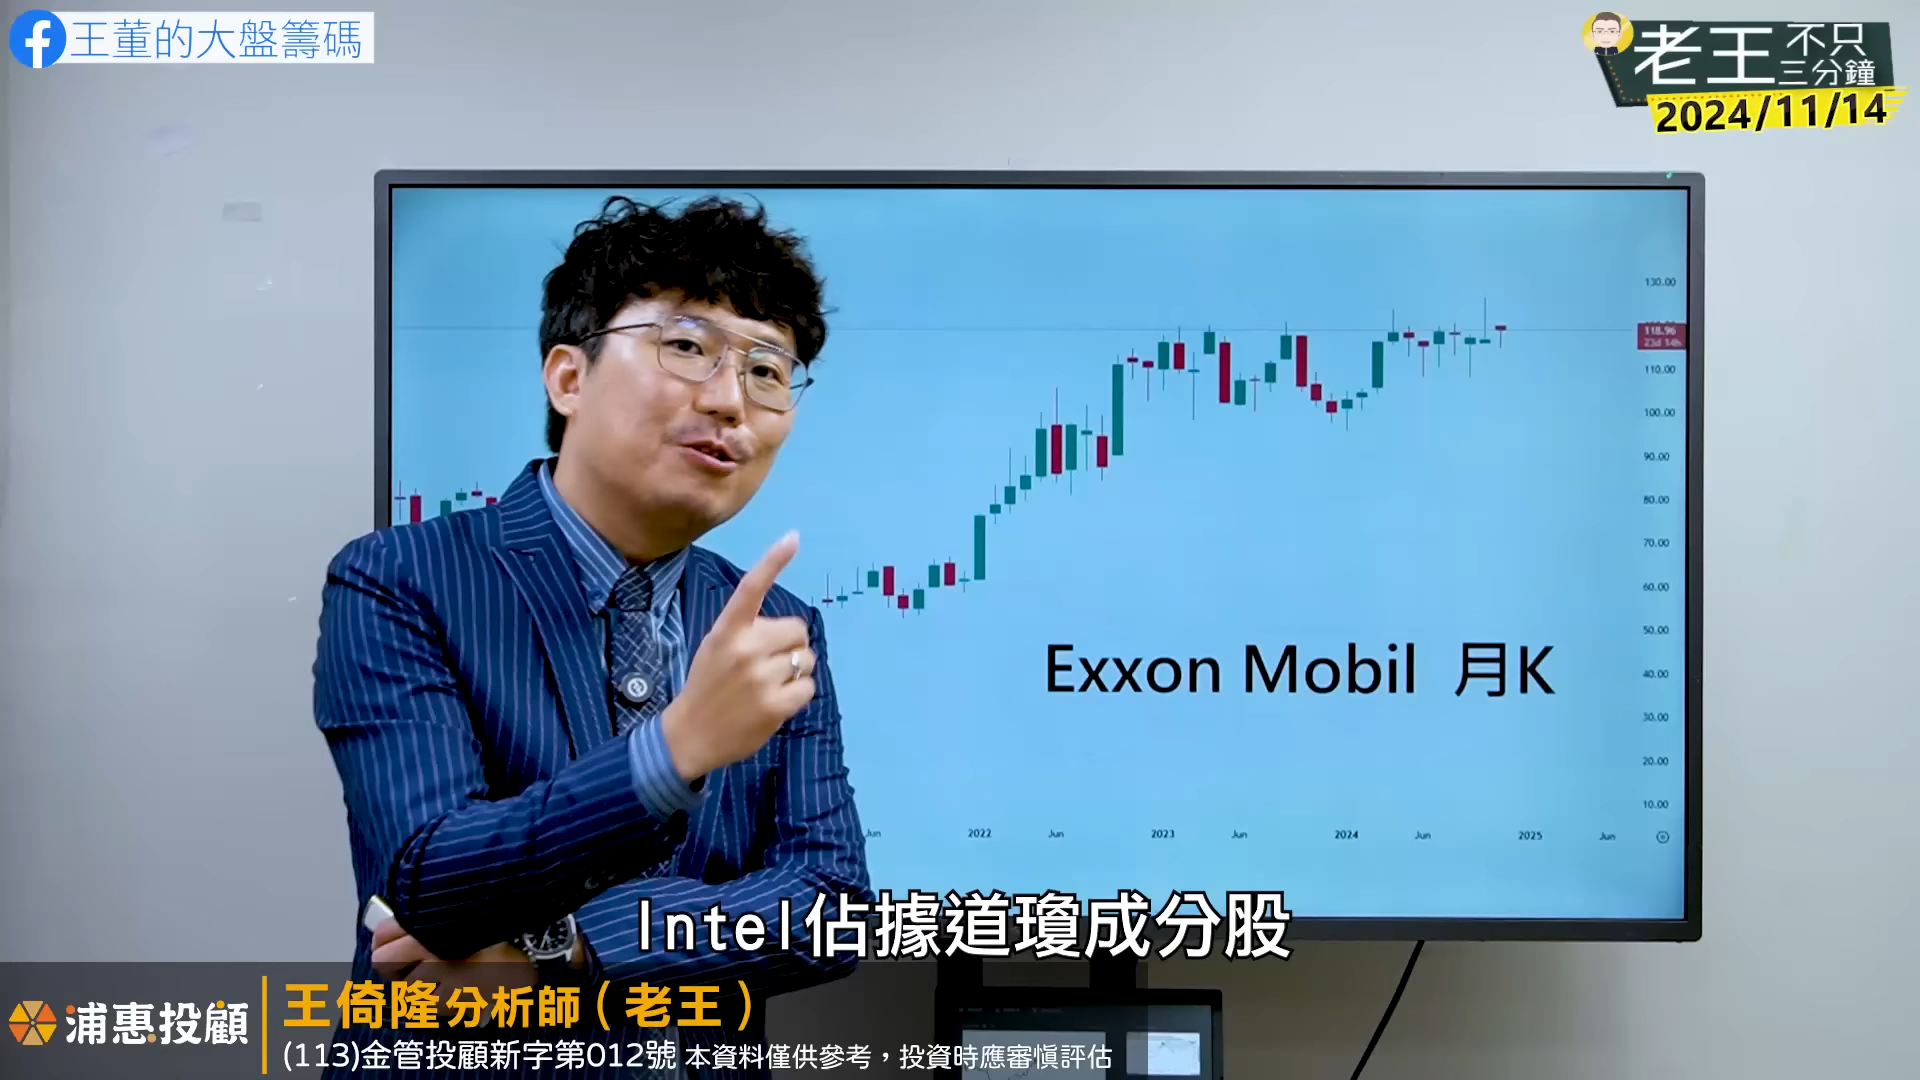 王董的大盤籌碼
老王 不只三分鐘
2024/11/14
130.00
118.96
23d 14h
110.00
100.00
90.00
80.00
70.00
60.00
50.00
40.00
30.00
20.00
10.00
Exxon Mobil 月K
Jun 2022 Jun 2023 Jun 2024 Jun 2025 Jun
Intel佔據道瓊成分股
浦惠投顧
王倚隆分析師(老王)
(113)金管投顧新字第012號 本資料僅供參考，投資時應審慎評估